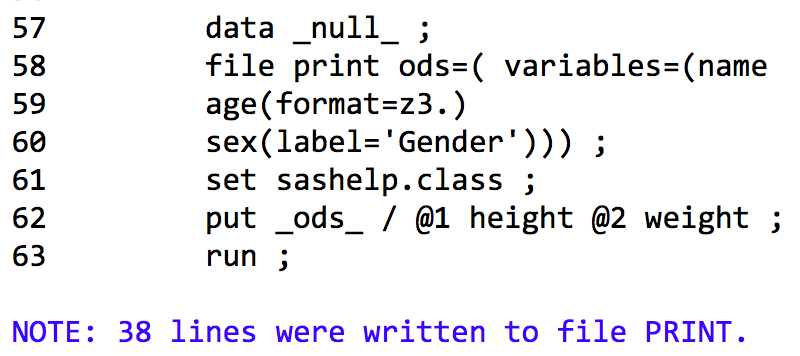 57 data _null_ ;
58 file print ods=( variables=(name
59 age(format=z3.)
60 sex(label='Gender'))) ;
61 set sashelp.class ;
62 put _ods_ / @1 height @2 weight ;
63 run ;
NOTE: 38 lines were written to file PRINT.